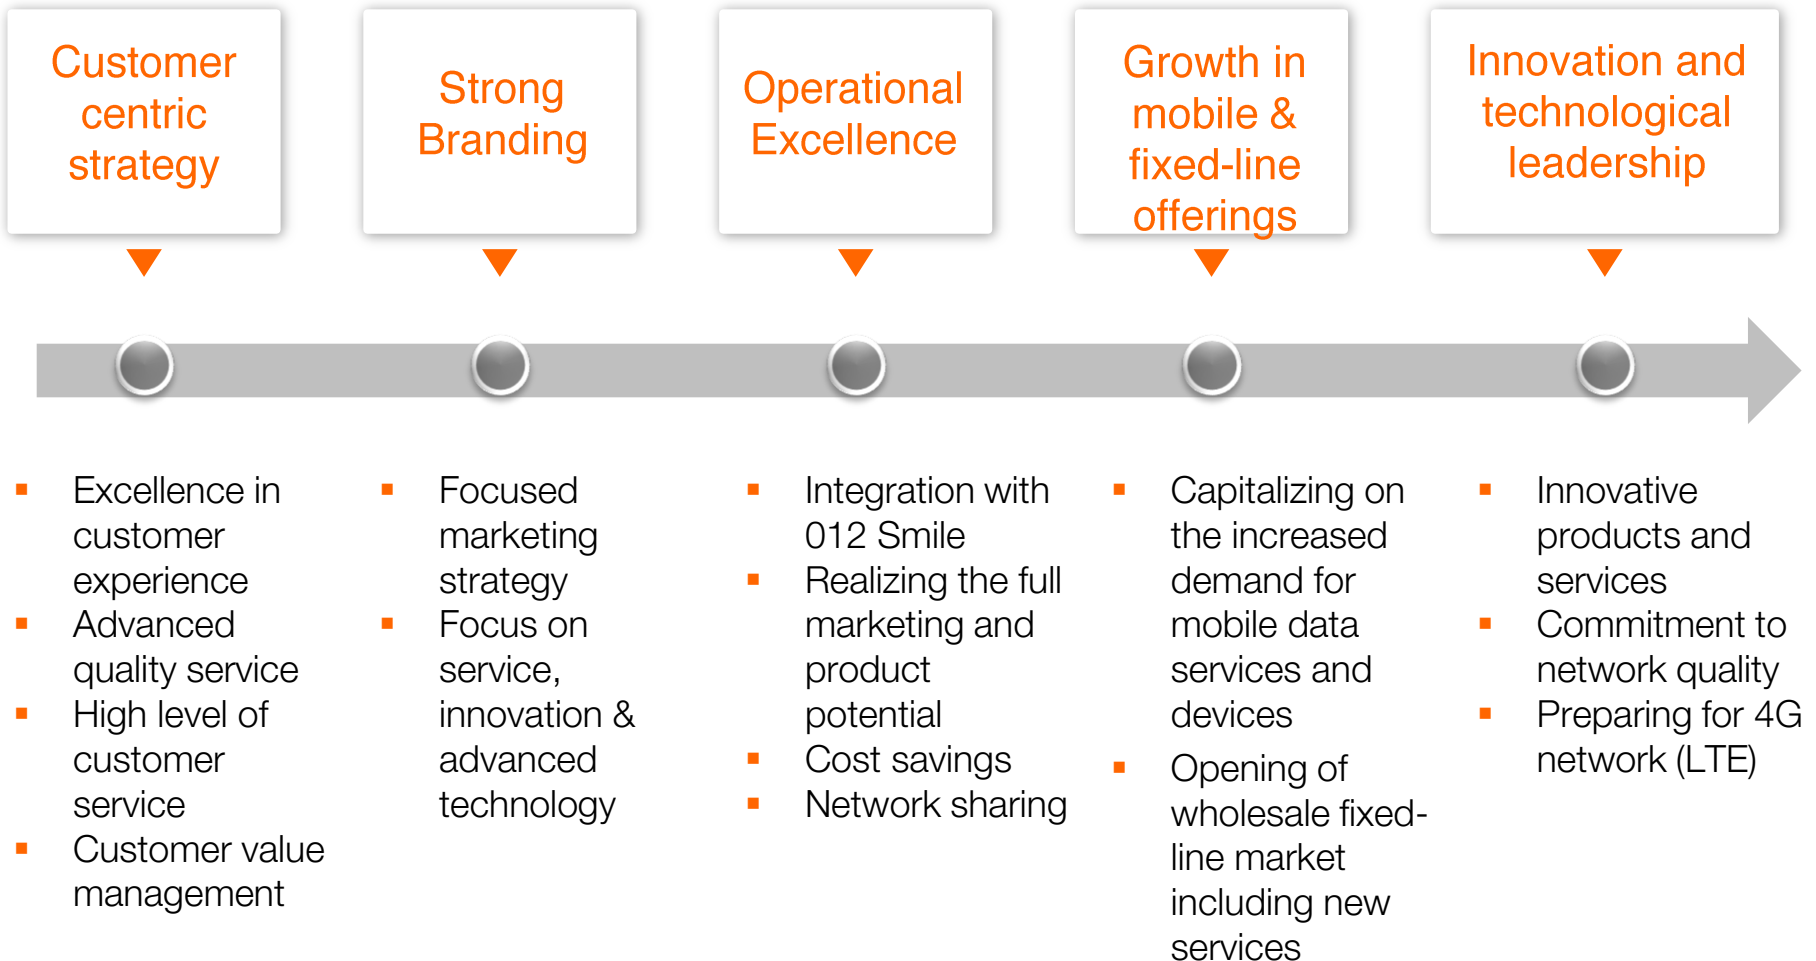 Customer
centric
strategy
Strong
Branding
Operational
Excellence
Growth in
mobile &
fixed-line
offerings
Innovation and
technological
leadership
▪ Excellence in
customer
experience
▪ Advanced
quality service
▪ High level of
customer
service
▪ Customer value
management
▪ Focused
marketing
strategy
▪ Focus on
service,
innovation &
advanced
technology
▪ Integration with
012 Smile
▪ Realizing the full
marketing and
product
potential
▪ Cost savings
▪ Network sharing
▪ Capitalizing on
the increased
demand for
mobile data
services and
devices
▪ Opening of
wholesale fixed-
line market
including new
services
▪ Innovative
products and
services
▪ Commitment to
network quality
▪ Preparing for 4G
network (LTE)